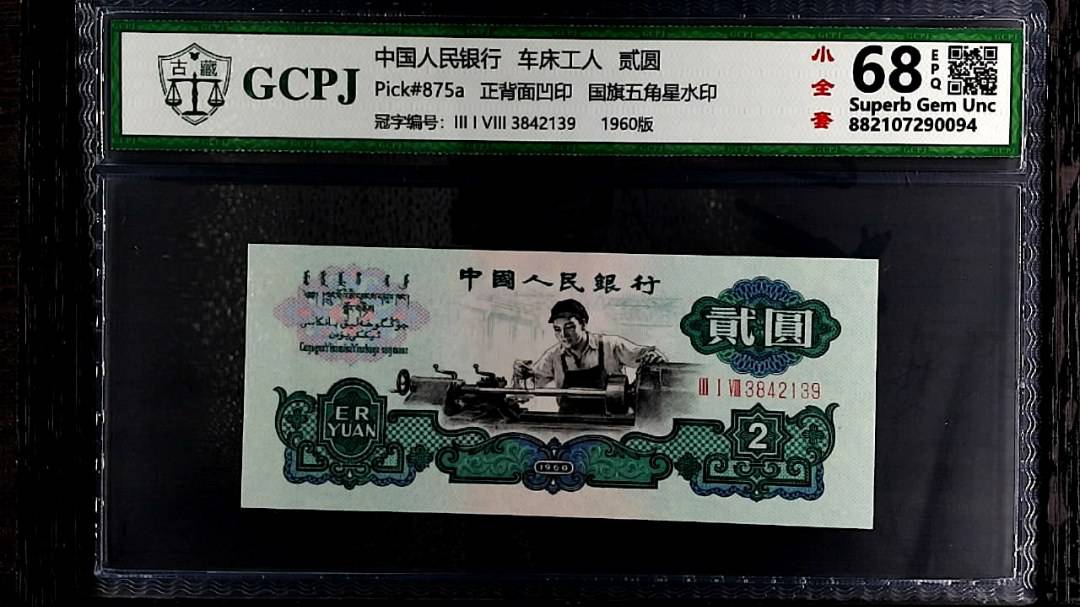 古藏
GCPJ
中国人民银行 车床工人 贰圆
Pick#875a 正背面凹印 国旗五角星水印
冠字编号：III I VIII 3842139 1960版
小全套
68
EPQ
Superb Gem Unc
882107290094
中國人民銀行
貳圓
III I VIII 3842139
ER
YUAN
1960
2